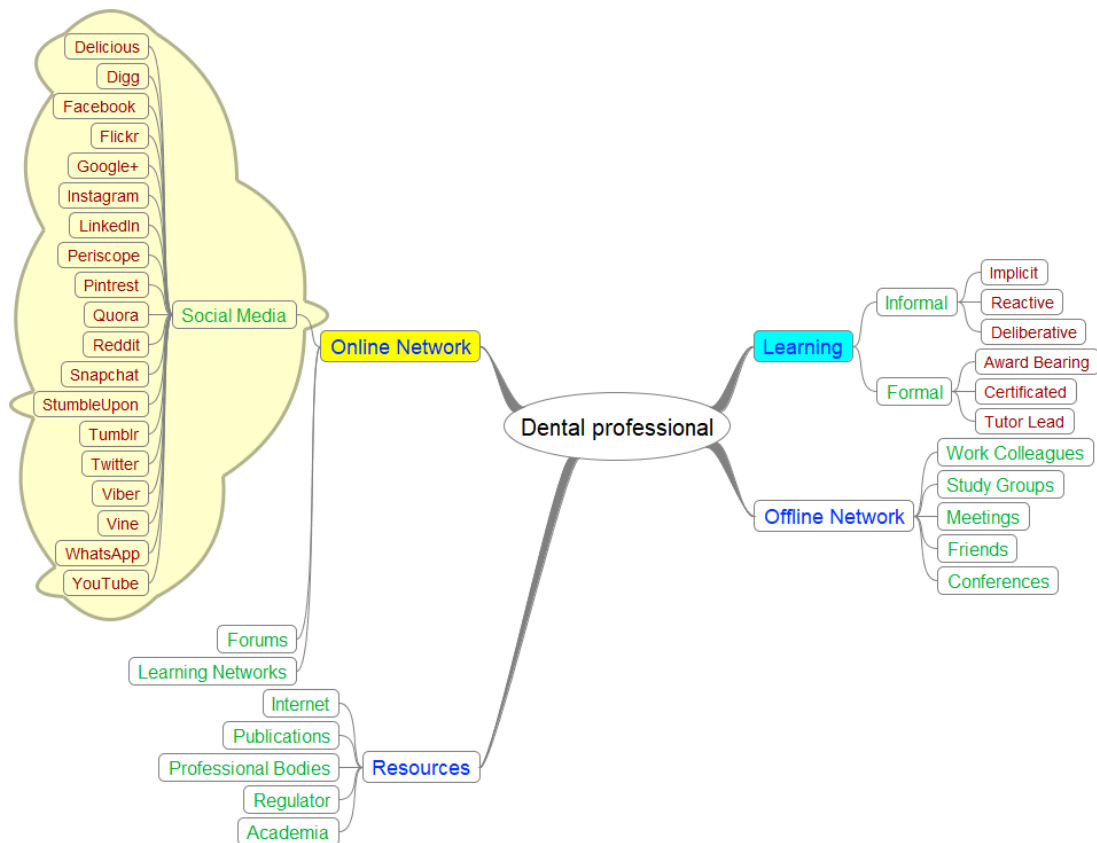 Delicious
Digg
Facebook
Flickr
Google+
Instagram
LinkedIn
Periscope
Pintrest
Quora
Reddit
Snapchat
StumbleUpon
Tumblr
Twitter
Viber
Vine
WhatsApp
YouTube
Social Media
Forums
Learning Networks
Online Network
Internet
Publications
Professional Bodies
Regulator
Academia
Resources
Dental professional
Learning
Informal
Implicit
Reactive
Deliberative
Formal
Award Bearing
Certificated
Tutor Lead
Offline Network
Work Colleagues
Study Groups
Meetings
Friends
Conferences